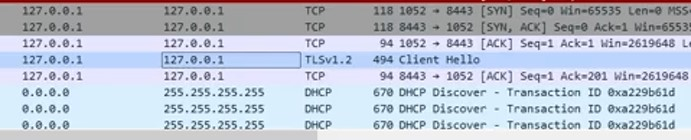 127.0.0.1 127.0.0.1 TCP 118 1052 → 8443 [SYN] Seq=0 Win=65535 Len=0 MSS=
127.0.0.1 127.0.0.1 TCP 118 8443 → 1052 [SYN, ACK] Seq=0 Ack=1 Win=6553
127.0.0.1 127.0.0.1 TCP 94 1052 → 8443 [ACK] Seq=1 Ack=1 Win=2619648
127.0.0.1 127.0.0.1 TLSv1.2 494 Client Hello
127.0.0.1 127.0.0.1 TCP 94 8443 → 1052 [ACK] Seq=1 Ack=201 Win=2619648
0.0.0.0 255.255.255.255 DHCP 670 DHCP Discover - Transaction ID 0xa229b61d
0.0.0.0 255.255.255.255 DHCP 670 DHCP Discover - Transaction ID 0xa229b61d
0.0.0.0 255.255.255.255 DHCP 670 DHCP Discover - Transaction ID 0xa229b61d